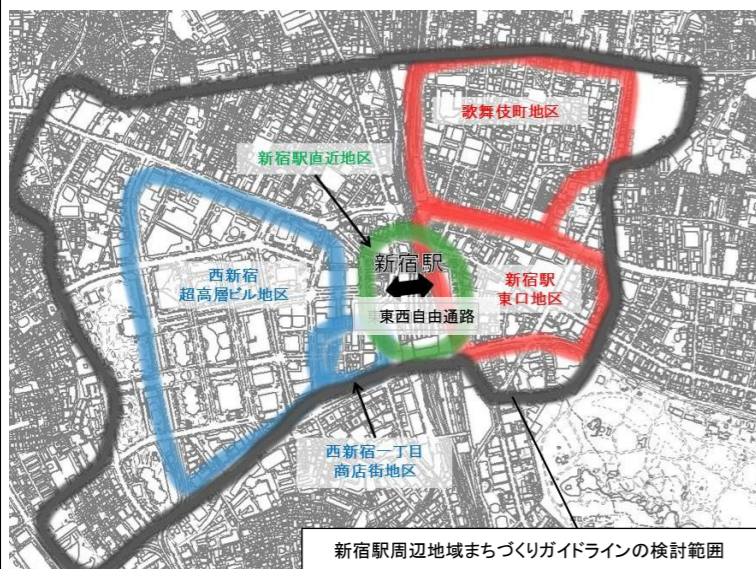 歌舞伎町地区
新宿駅直近地区
新宿駅
西新宿
超高層ビル地区
新宿駅
東口地区
東西自由通路
西新宿一丁目
商店街地区
新宿駅周辺地域まちづくりガイドラインの検討範囲